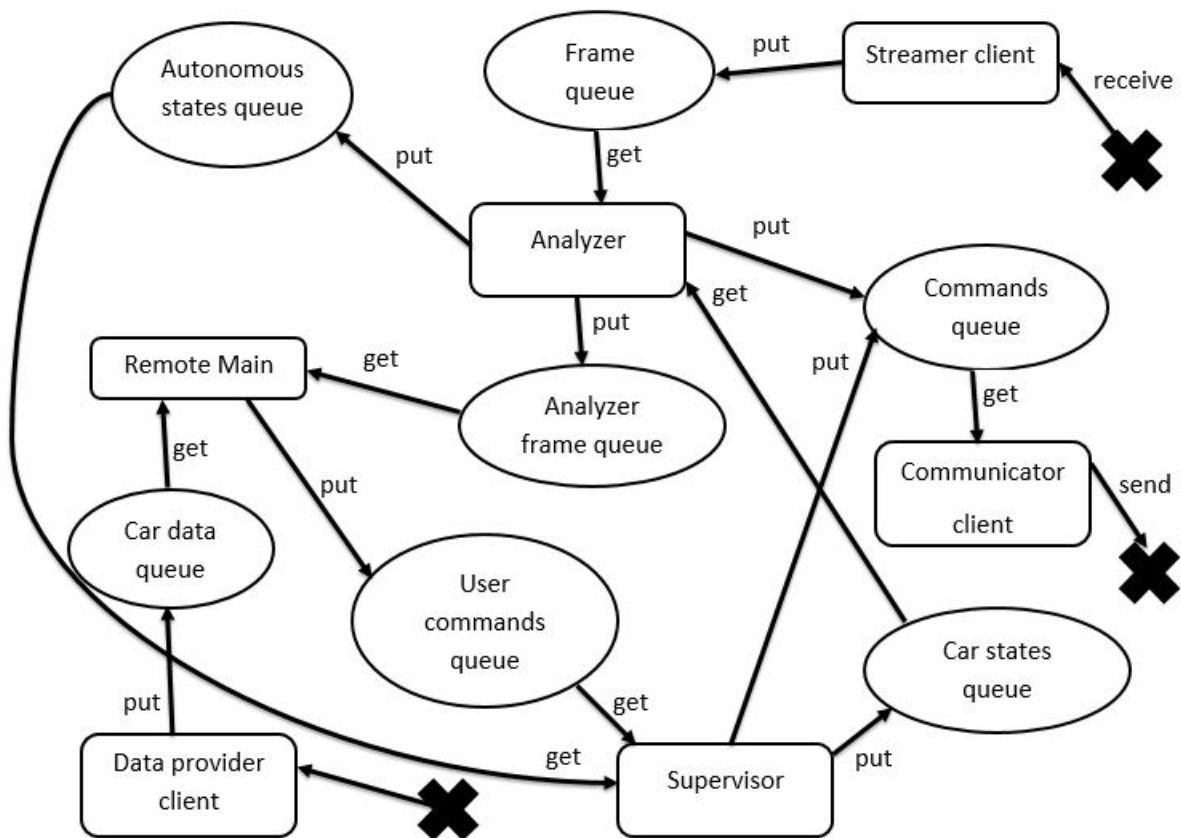 Autonomous
states queue
Frame
queue
put
Streamer client
receive
put
get
Analyzer
put
get
Commands
queue
put
Remote Main
get
put
get
Analyzer
frame queue
get
Communicator
client
send
put
Car data
queue
User
commands
queue
Car states
queue
put
get
get
put
Data provider
client
Supervisor